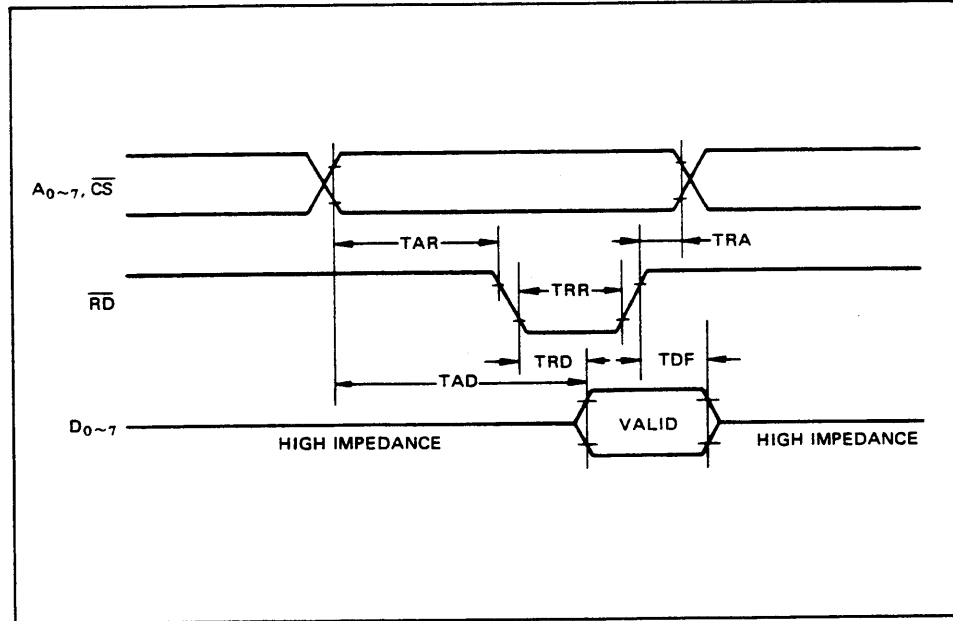 A0~7, CS
TAR
TRA
RD
TRR
TRD
TDF
TAD
D0~7
VALID
HIGH IMPEDANCE
HIGH IMPEDANCE